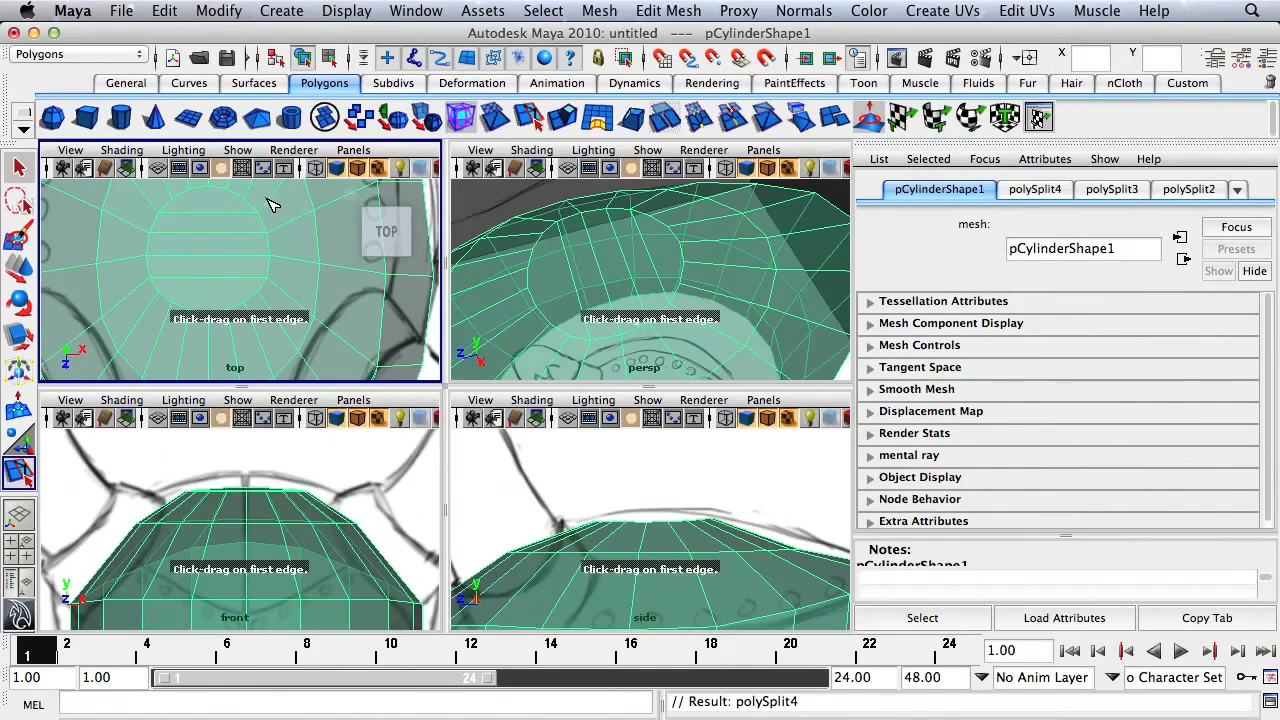 Maya File Edit Modify Create Display Window Assets Select Mesh Edit Mesh Proxy Normals Color Create UVs Edit UVs Muscle Help
Autodesk Maya 2010: untitled --- pCylinderShape1
Polygons X Y
General Curves Surfaces Polygons Subdivs Deformation Animation Dynamics Rendering PaintEffects Toon Muscle Fluids Fur Hair nCloth Custom
View Shading Lighting Show Renderer Panels
TOP
Click-drag on first edge.
y x z
top
View Shading Lighting Show Renderer Panels
Click-drag on first edge.
y z x
persp
View Shading Lighting Show Renderer Panels
Click-drag on first edge.
y z x
front
View Shading Lighting Show Renderer Panels
Click-drag on first edge.
y z
side
List Selected Focus Attributes Show Help
pCylinderShape1 polySplit4 polySplit3 polySplit2
mesh: pCylinderShape1
Focus
Presets
Show Hide
Tessellation Attributes
Mesh Component Display
Mesh Controls
Tangent Space
Smooth Mesh
Displacement Map
Render Stats
mental ray
Object Display
Node Behavior
Extra Attributes
Notes:
pCylinderShape1
Select Load Attributes Copy Tab
1 2 4 6 8 10 12 14 16 18 20 22 24 1.00
1.00 1.00 1 24 24.00 48.00 No Anim Layer o Character Set
MEL // Result: polySplit4